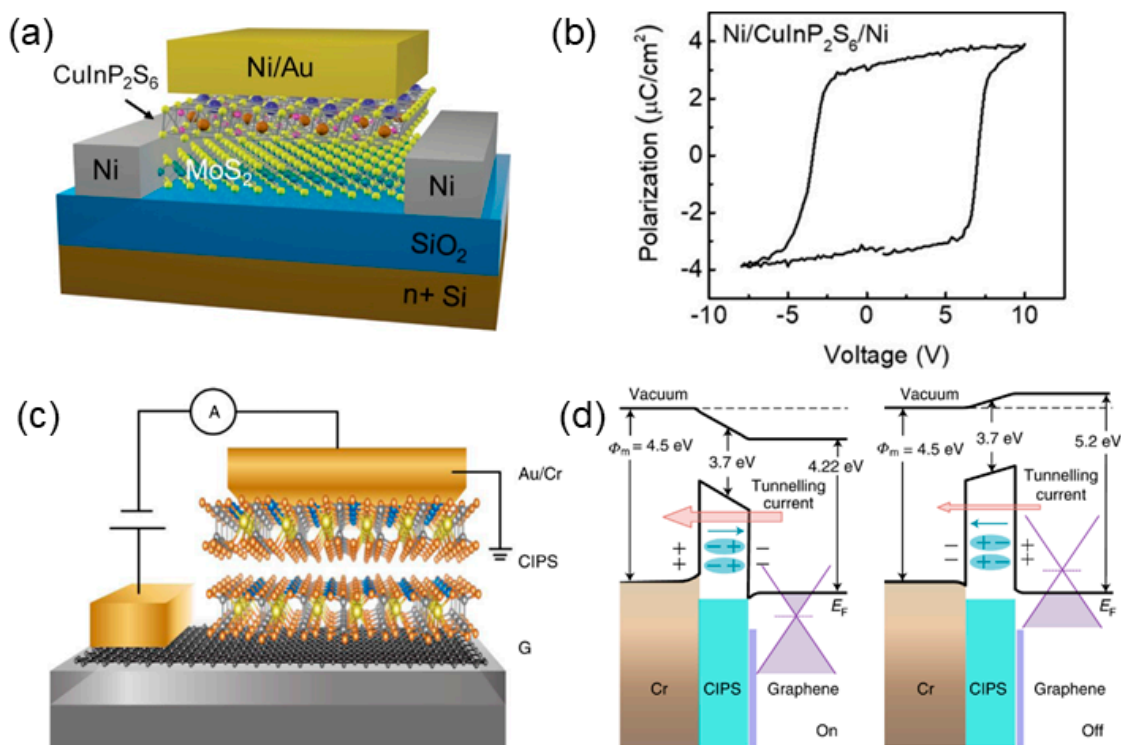 (a)
Ni/Au
CuInP₂S₆
Ni
MoS₂
Ni
SiO₂
n+ Si
(b)
Ni/CuInP₂S₆/Ni
Polarization (μC/cm²)
4
2
0
-2
-4
-10 -5 0 5 10
Voltage (V)
(c)
A
Au/Cr
CIPS
G
(d)
Vacuum
Φm = 4.5 eV
3.7 eV
4.22 eV
Tunnelling
current
+ −
+ −
+ − + −
+ − + −
EF
Cr CIPS Graphene
On
Vacuum
Φm = 4.5 eV
3.7 eV
5.2 eV
Tunnelling
current
− +
− +
+ − + −
+ − + −
EF
Cr CIPS Graphene
Off